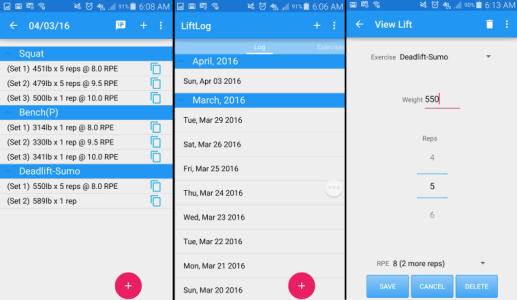 91% 6:08 AM
04/03/16
Squat
(Set 1) 451lb x 5 reps @ 8.0 RPE
(Set 2) 479lb x 5 reps @ 9.5 RPE
(Set 3) 500lb x 1 rep @ 10.0 RPE
Bench(P)
(Set 1) 314lb x 1 rep @ 8.0 RPE
(Set 2) 330lb x 1 rep @ 9.5 RPE
(Set 3) 341lb x 1 rep @ 10.0 RPE
Deadlift-Sumo
(Set 1) 550lb x 5 reps @ 8.0 RPE
(Set 2) 589lb x 1 rep
+
91% 6:06 AM
LiftLog
Log Exercise
April, 2016
Sun, Apr 03 2016
March, 2016
Tue, Mar 29 2016
Sat, Mar 26 2016
Fri, Mar 25 2016
Thu, Mar 24 2016
Wed, Mar 23 2016
Tue, Mar 22 2016
Mon, Mar 21 2016
Sun, Mar 20 2016
+
90% 6:13 AM
View Lift
Exercise Deadlift-Sumo
Weight 550
Reps
4
5
6
RPE 8 (2 more reps)
SAVE CANCEL DELETE